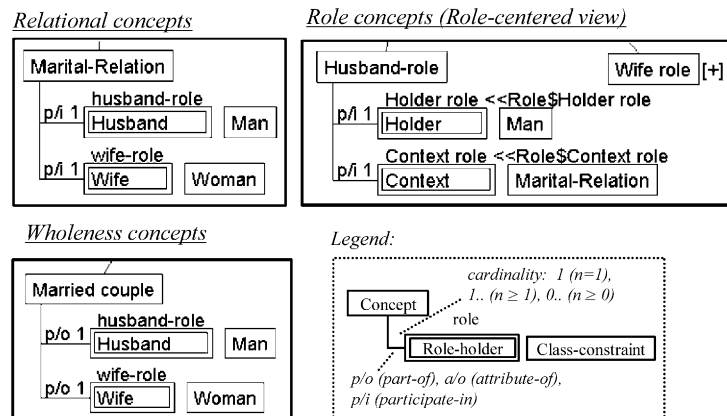 Relational concepts
Marital-Relation
husband-role
p/i 1 Husband Man
wife-role
p/i 1 Wife Woman
Role concepts (Role-centered view)
Husband-role
Wife role [+]
Holder role <<Role$Holder role
p/i 1 Holder Man
Context role <<Role$Context role
p/i 1 Context Marital-Relation
Wholeness concepts
Married couple
husband-role
p/o 1 Husband Man
wife-role
p/o 1 Wife Woman
Legend:
cardinality: 1 (n=1),
1.. (n ≥ 1), 0.. (n ≥ 0)
Concept
role
Role-holder Class-constraint
p/o (part-of), a/o (attribute-of),
p/i (participate-in)